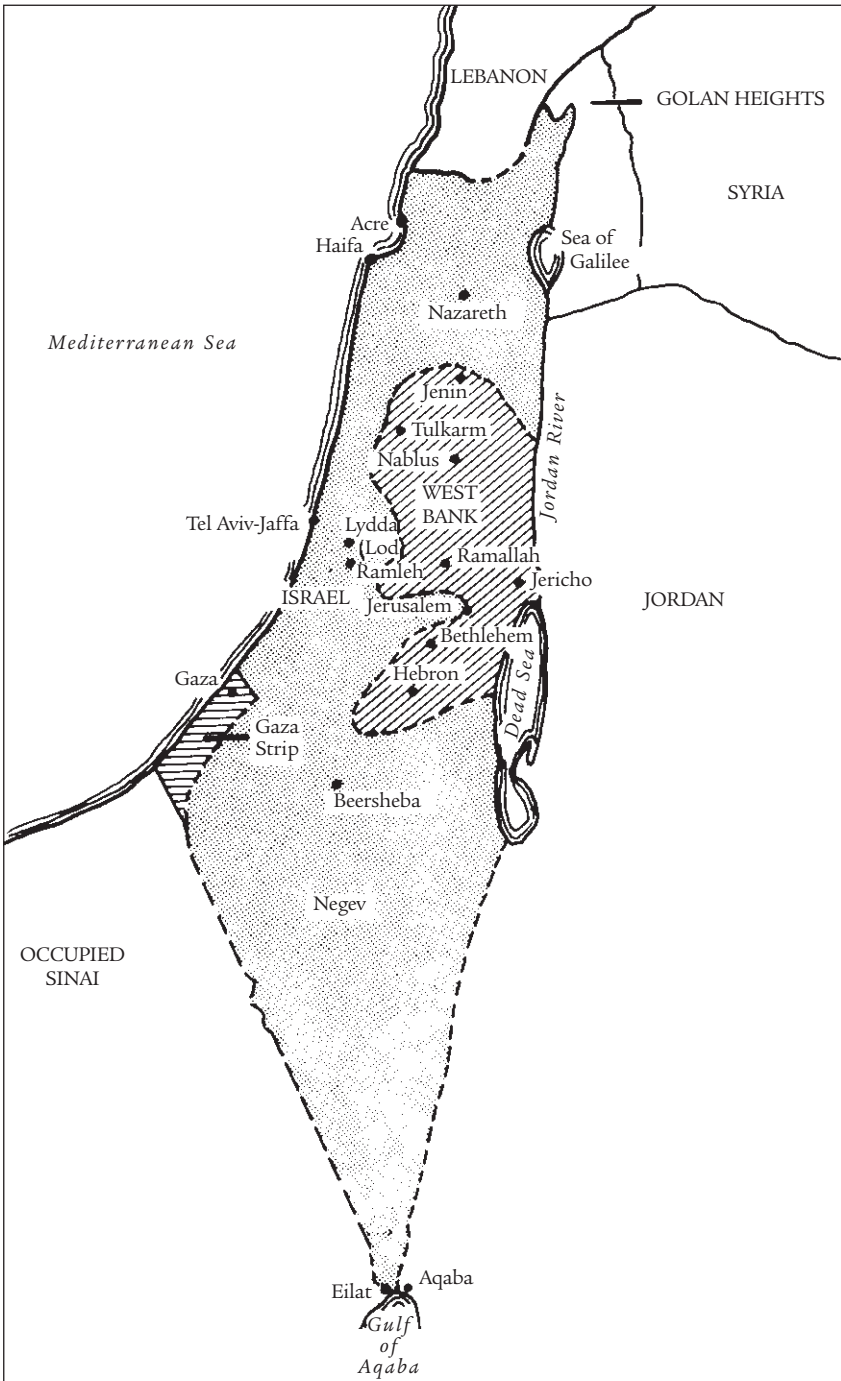 LEBANON
GOLAN HEIGHTS
SYRIA
Acre
Haifa
Sea of
Galilee
Nazareth
Mediterranean Sea
Jenin
Tulkarm
Nablus
Jordan River
WEST
BANK
Tel Aviv-Jaffa
Lydda
(Lod)
Ramleh
Ramallah
Jericho
ISRAEL
Jerusalem
JORDAN
Bethlehem
Hebron
Dead Sea
Gaza
Gaza
Strip
Beersheba
Negev
OCCUPIED
SINAI
Eilat
Aqaba
Gulf
of
Aqaba